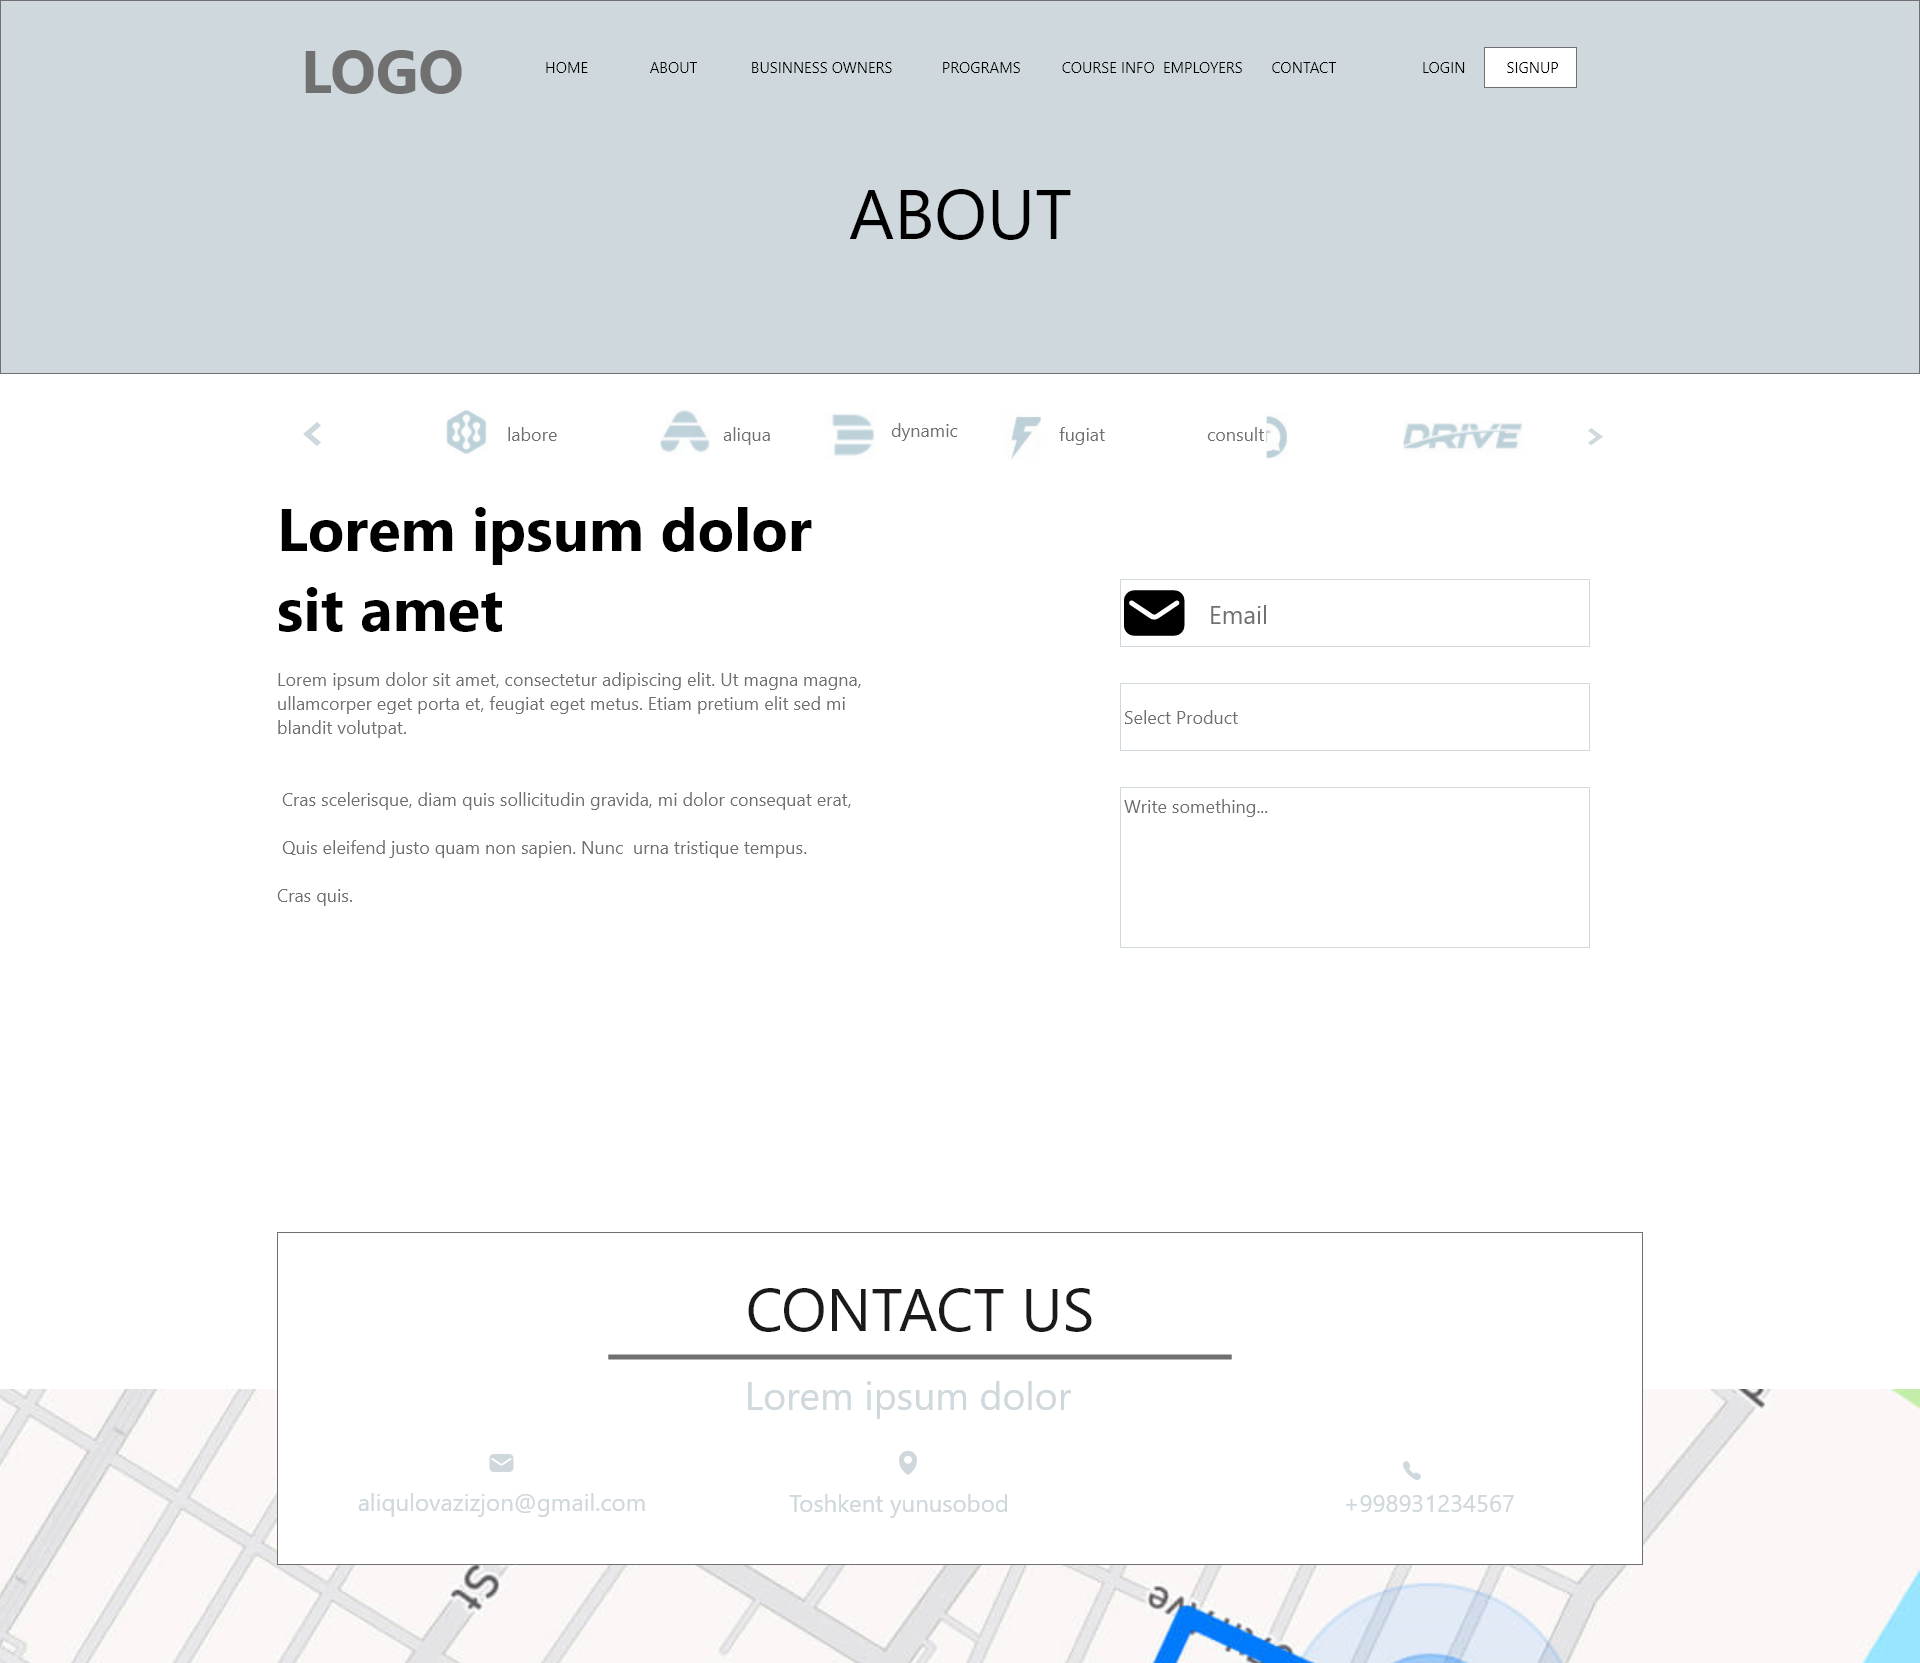 LOGO
HOME ABOUT BUSINNESS OWNERS PROGRAMS COURSE INFO EMPLOYERS CONTACT LOGIN SIGNUP
ABOUT
labore aliqua dynamic fugiat consult DRIVE
Lorem ipsum dolor
sit amet
Lorem ipsum dolor sit amet, consectetur adipiscing elit. Ut magna magna,
ullamcorper eget porta et, feugiat eget metus. Etiam pretium elit sed mi
blandit volutpat.
Cras scelerisque, diam quis sollicitudin gravida, mi dolor consequat erat,
Quis eleifend justo quam non sapien. Nunc urna tristique tempus.
Cras quis.
Email
Select Product
Write something...
CONTACT US
Lorem ipsum dolor
aliqulovazizjon@gmail.com
Toshkent yunusobod
+998931234567
St